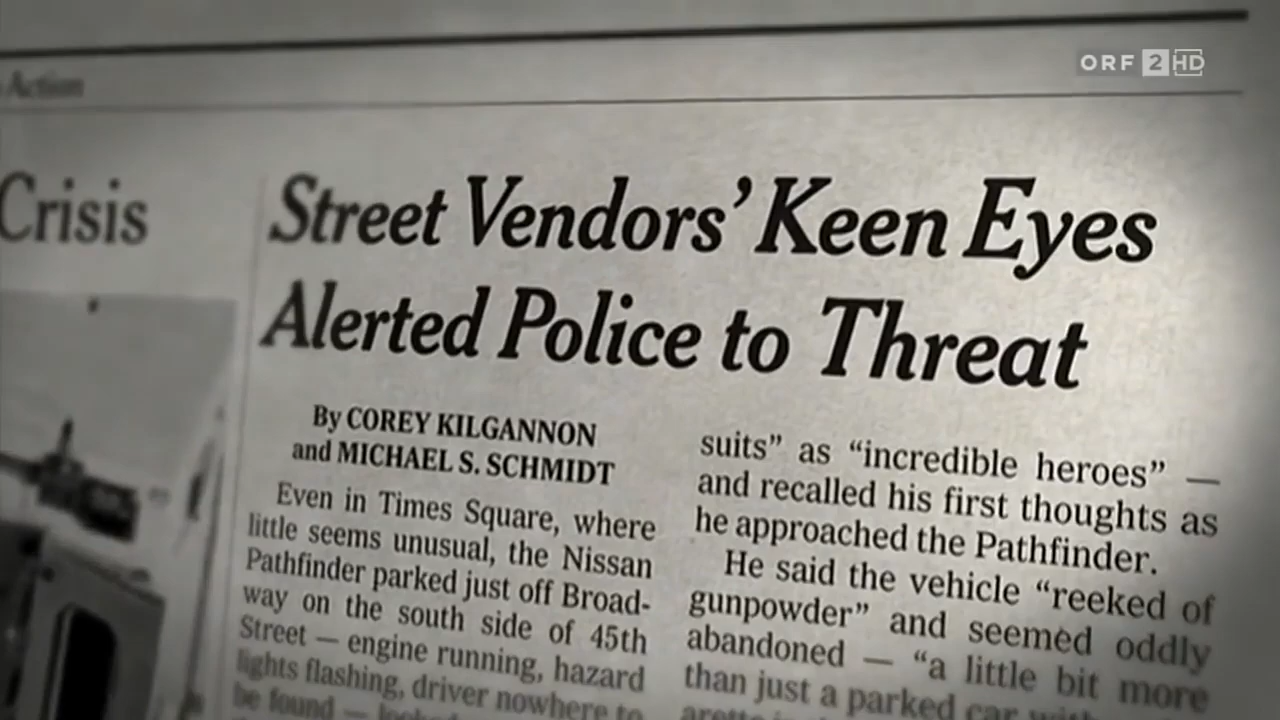 ORF 2 HD
Action
Crisis
Street Vendors’ Keen Eyes
Alerted Police to Threat
By COREY KILGANNON
and MICHAEL S. SCHMIDT
Even in Times Square, where
little seems unusual, the Nissan
Pathfinder parked just off Broad-
way on the south side of 45th
Street — engine running, hazard
lights flashing, driver nowhere to
be found — looked
suits” as “incredible heroes” —
and recalled his first thoughts as
he approached the Pathfinder.
He said the vehicle “reeked of
gunpowder” and seemed oddly
abandoned — “a little bit more
than just a parked car with